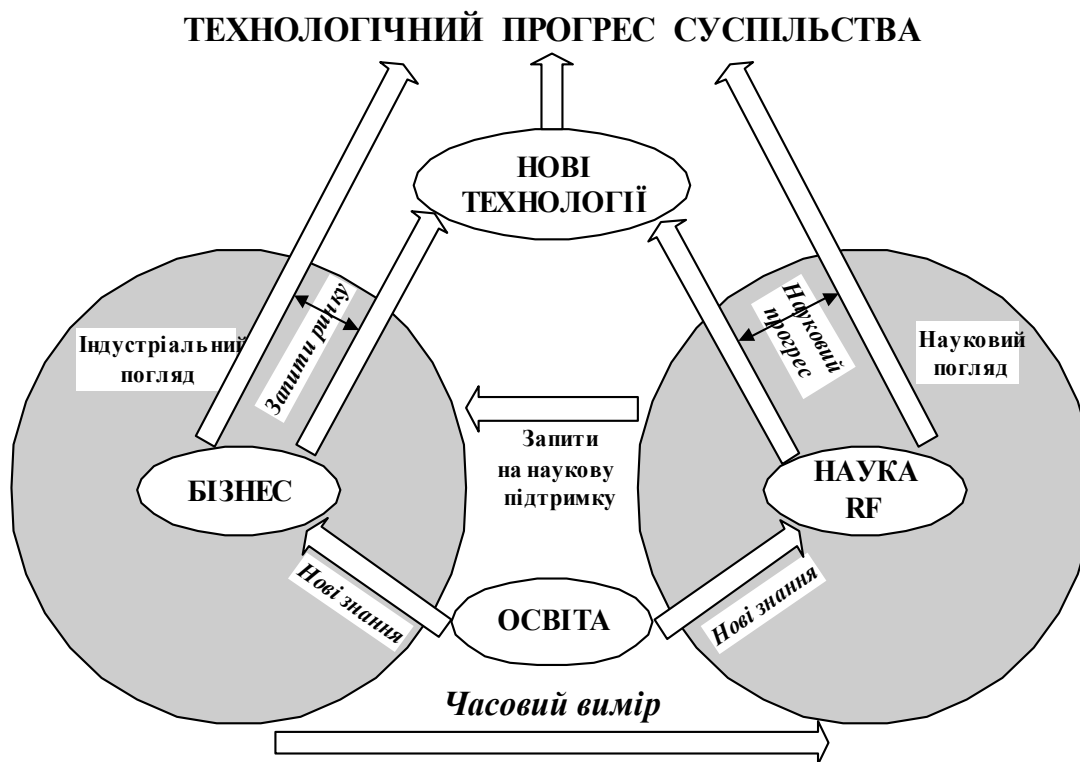 ТЕХНОЛОГІЧНИЙ ПРОГРЕС СУСПІЛЬСТВА
НОВІ
ТЕХНОЛОГІЇ
Індустріальний
погляд
Запити ринку
Науковий
прогрес
Науковий
погляд
Запити
на наукову
підтримку
БІЗНЕС
НАУКА
RF
Нові знання
ОСВІТА
Нові знання
Часовий вимір